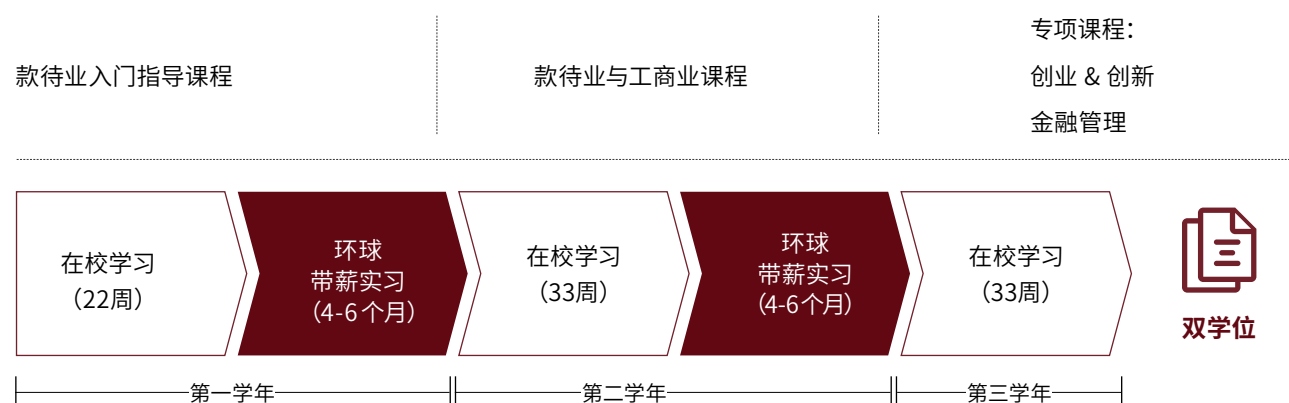 款待业入门指导课程
款待业与工商业课程
专项课程：
创业 & 创新
金融管理
在校学习
（22周）
环球
带薪实习
（4-6个月）
在校学习
（33周）
环球
带薪实习
（4-6个月）
在校学习
（33周）
双学位
第一学年
第二学年
第三学年